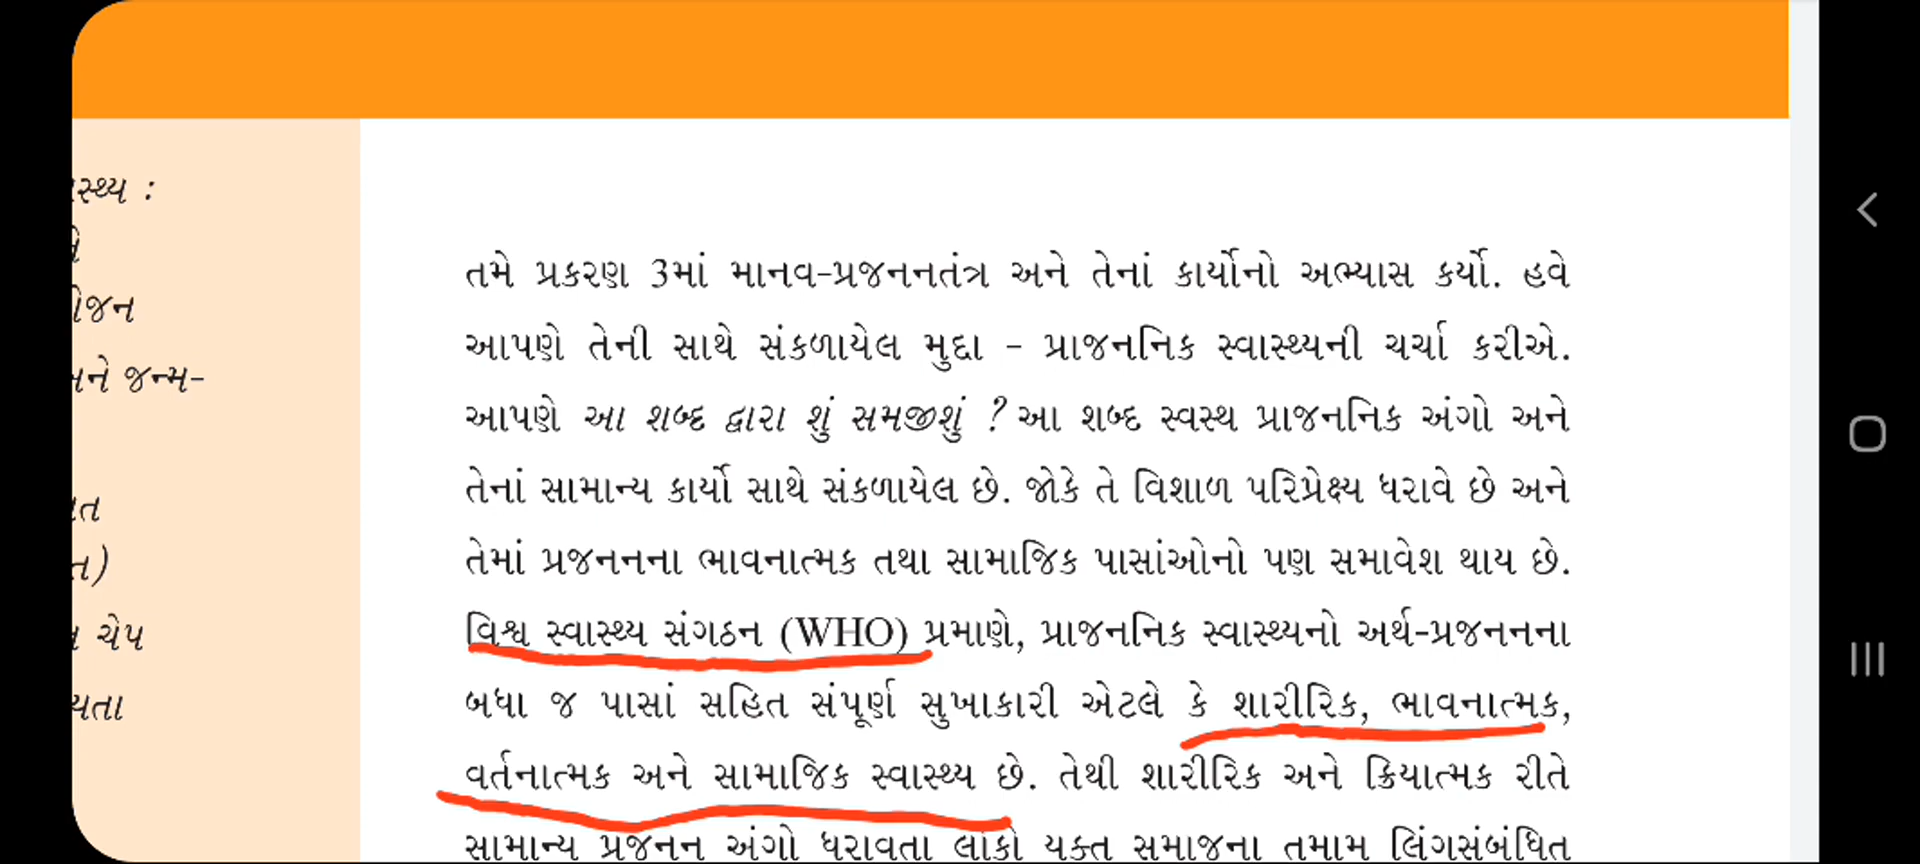 સ્થ્ય :
જન
અને જન્મ-
ત
ત)
ચેપ
યતા
તમે પ્રકરણ 3માં માનવ-પ્રજનનતંત્ર અને તેનાં કાર્યોનો અભ્યાસ કર્યો. હવે
આપણે તેની સાથે સંકળાયેલ મુદ્દા - પ્રાજનનિક સ્વાસ્થ્યની ચર્ચા કરીએ.
આપણે આ શબ્દ દ્વારા શું સમજીશું ? આ શબ્દ સ્વસ્થ પ્રાજનનિક અંગો અને
તેનાં સામાન્ય કાર્યો સાથે સંકળાયેલ છે. જોકે તે વિશાળ પરિપ્રેક્ષ્ય ધરાવે છે અને
તેમાં પ્રજનનના ભાવનાત્મક તથા સામાજિક પાસાંઓનો પણ સમાવેશ થાય છે.
વિશ્વ સ્વાસ્થ્ય સંગઠન (WHO) પ્રમાણે, પ્રાજનનિક સ્વાસ્થ્યનો અર્થ-પ્રજનનના
બધા જ પાસાં સહિત સંપૂર્ણ સુખાકારી એટલે કે શારીરિક, ભાવનાત્મક,
વર્તનાત્મક અને સામાજિક સ્વાસ્થ્ય છે. તેથી શારીરિક અને ક્રિયાત્મક રીતે
સામાન્ય પ્રજનન અંગો ધરાવતા લોકો યુક્ત સમાજના તમામ લિંગસંબંધિત